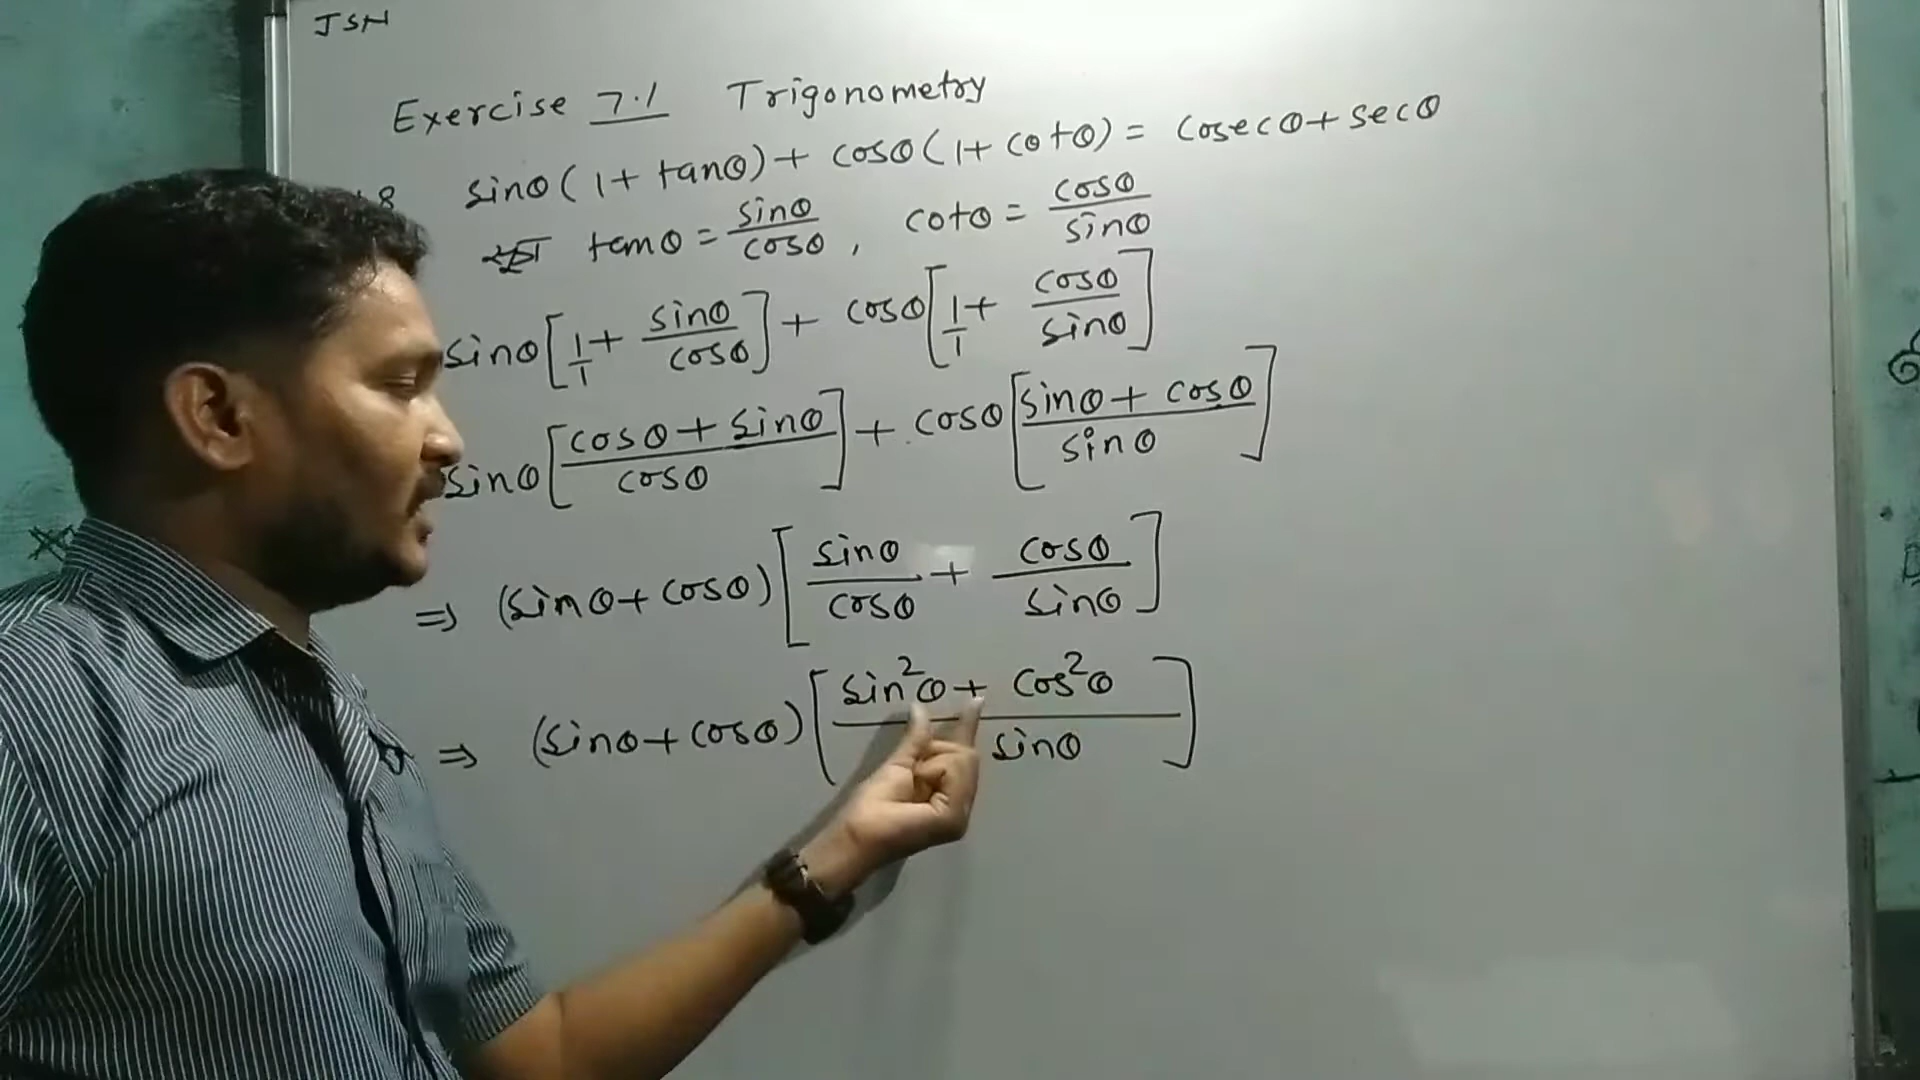 JSN
Exercise 7.1 Trigonometry
8 sinθ(1+ tanθ)+ cosθ(1+ cotθ)= cosecθ+secθ
tanθ = sinθ/cosθ , cotθ = cosθ/sinθ
sinθ[1/1 + sinθ/cosθ] + cosθ[1/1 + cosθ/sinθ]
sinθ[(cosθ + sinθ)/cosθ] + cosθ[(sinθ + cosθ)/sinθ]
⇒ (sinθ+cosθ)[sinθ/cosθ + cosθ/sinθ]
⇒ (sinθ+cosθ)[sin²θ + cos²θ / sinθ]